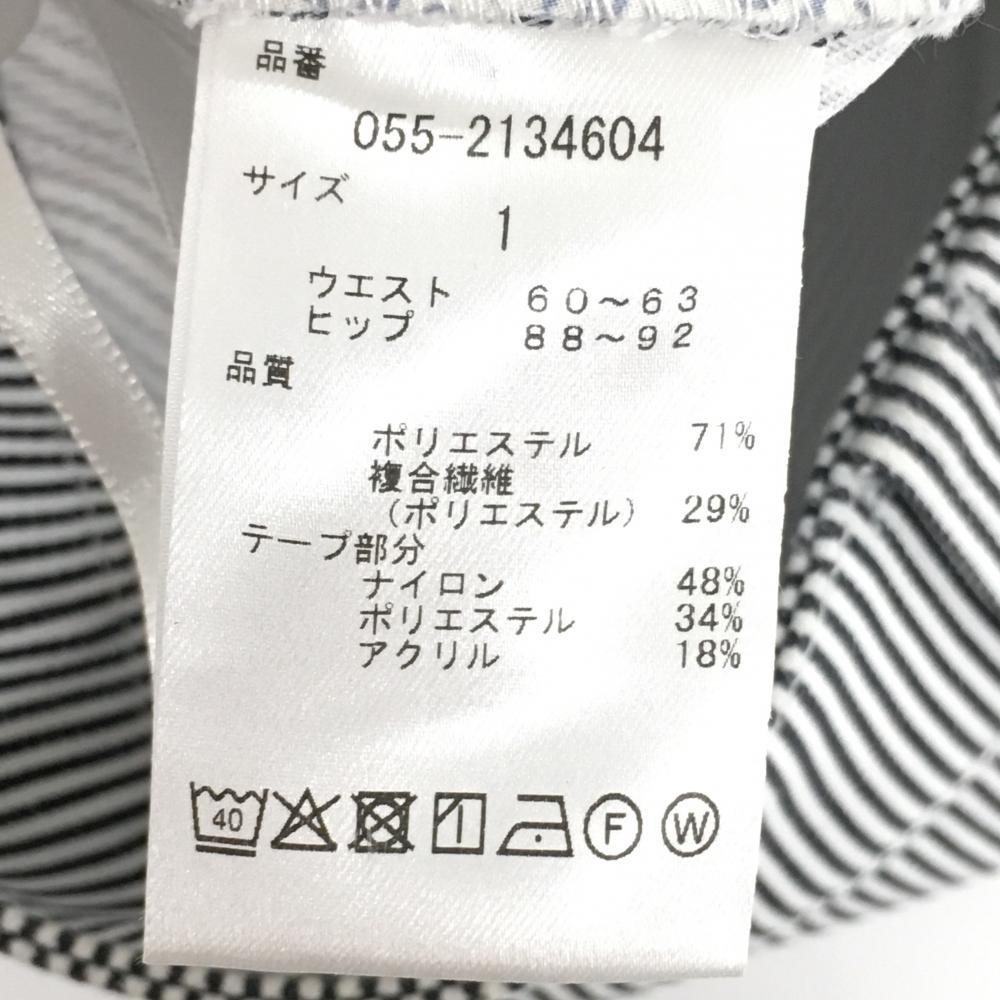 品番
055-2134604
サイズ
1
ウエスト 60～63
ヒップ 88～92
品質
ポリエステル 71%
複合繊維
（ポリエステル） 29%
テープ部分
ナイロン 48%
ポリエステル 34%
アクリル 18%
40 F W